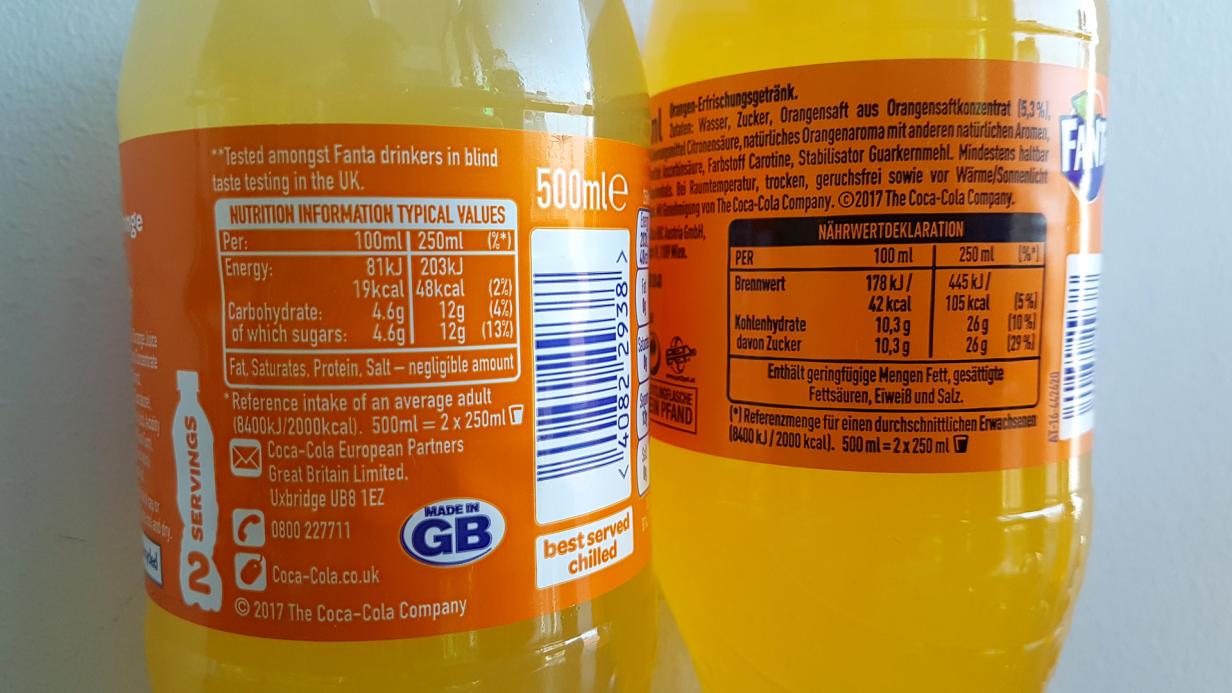 **Tested amongst Fanta drinkers in blind
taste testing in the UK.
NUTRITION INFORMATION TYPICAL VALUES
Per: 100ml 250ml (%*)
Energy: 81kJ 203kJ
19kcal 48kcal (2%)
Carbohydrate: 4.6g 12g (4%)
of which sugars: 4.6g 12g (13%)
Fat, Saturates, Protein, Salt – negligible amount
*Reference intake of an average adult
(8400kJ/2000kcal). 500ml = 2 x 250ml
Coca-Cola European Partners
Great Britain Limited.
Uxbridge UB8 1EZ
0800 227711
Coca-Cola.co.uk
© 2017 The Coca-Cola Company
2 SERVINGS
MADE IN
GB
500ml e
< 4082 2938 >
best served
chilled
Orangen-Erfrischungsgetränk.
Zutaten: Wasser, Zucker, Orangensaft aus Orangensaftkonzentrat (5,3%),
Citronensäure, natürliches Orangenaroma mit anderen natürlichen Aromen,
Ascorbinsäure, Farbstoff Carotine, Stabilisator Guarkernmehl. Mindestens haltbar
Bei Raumtemperatur, trocken, geruchsfrei sowie vor Wärme/Sonnenlicht
von The Coca-Cola Company. ©2017 The Coca-Cola Company.
Austria GmbH,
Wien.
NÄHRWERTDEKLARATION
PER 100 ml 250 ml (%*)
Brennwert 178 kJ / 445 kJ /
42 kcal 105 kcal (5%)
Kohlenhydrate 10,3 g 26 g (10%)
davon Zucker 10,3 g 26 g (29%)
Enthält geringfügige Mengen Fett, gesättigte
Fettsäuren, Eiweiß und Salz.
(*) Referenzmenge für einen durchschnittlichen Erwachsenen
(8400 kJ / 2000 kcal). 500 ml = 2 x 250 ml
PFAND
AT-16-442420